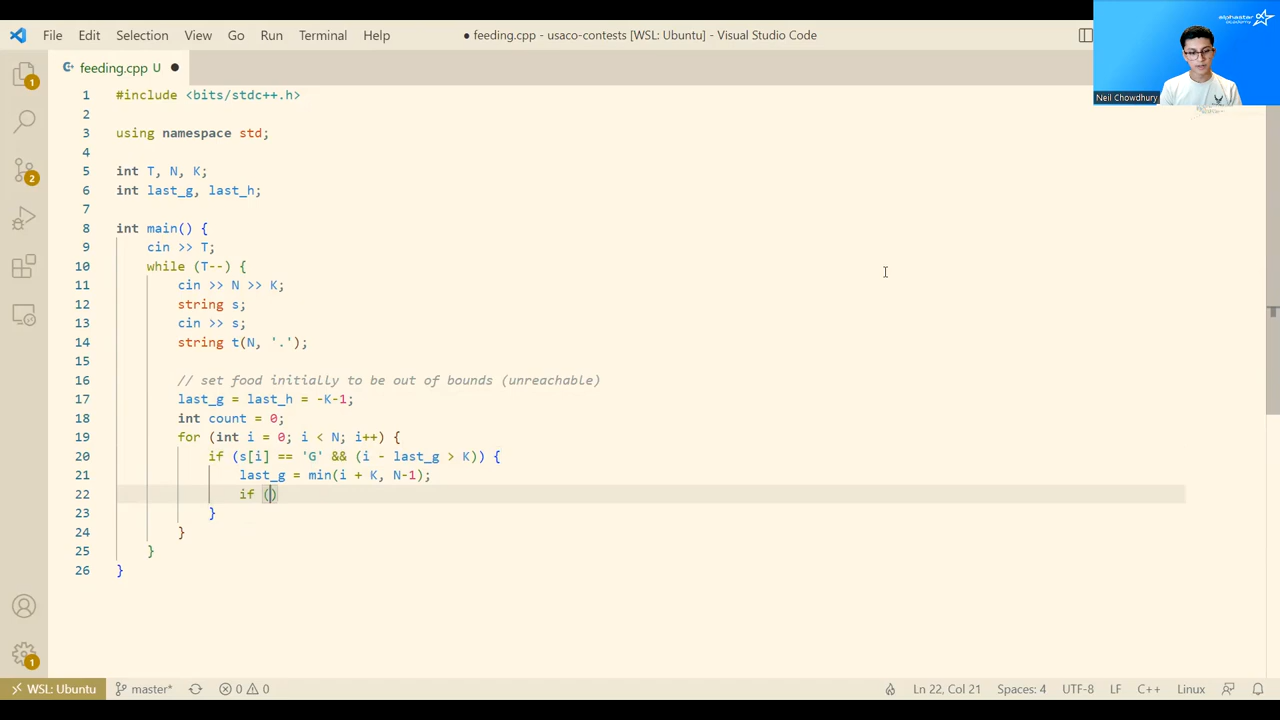 File Edit Selection View Go Run Terminal Help
● feeding.cpp - usaco-contests [WSL: Ubuntu] - Visual Studio Code
alphastar academy
Neil Chowdhury
feeding.cpp U ●
1 #include <bits/stdc++.h>
2
3 using namespace std;
4
5 int T, N, K;
6 int last_g, last_h;
7
8 int main() {
9 cin >> T;
10 while (T--) {
11 cin >> N >> K;
12 string s;
13 cin >> s;
14 string t(N, '.');
15
16 // set food initially to be out of bounds (unreachable)
17 last_g = last_h = -K-1;
18 int count = 0;
19 for (int i = 0; i < N; i++) {
20 if (s[i] == 'G' && (i - last_g > K)) {
21 last_g = min(i + K, N-1);
22 if ()
23 }
24 }
25 }
26 }
1
2
1
WSL: Ubuntu master* 0 0 Ln 22, Col 21 Spaces: 4 UTF-8 LF C++ Linux